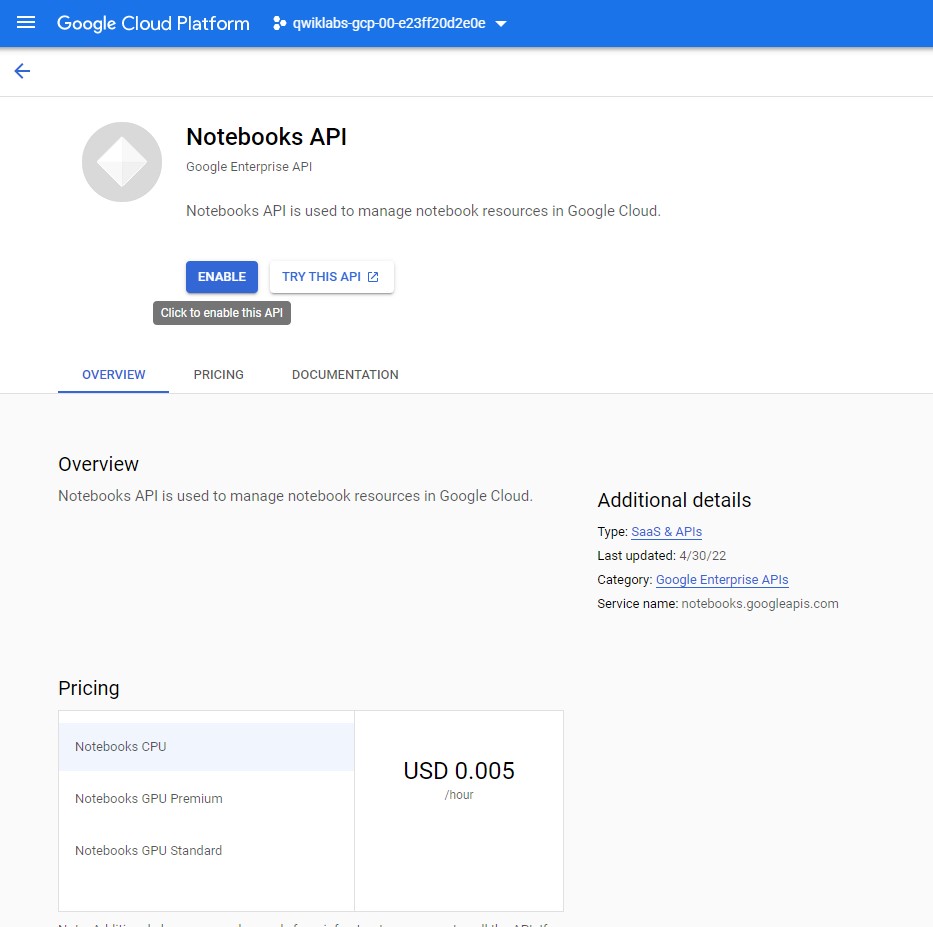 Google Cloud Platform
qwiklabs-gcp-00-e23ff20d2e0e
Notebooks API
Google Enterprise API
Notebooks API is used to manage notebook resources in Google Cloud.
ENABLE
TRY THIS API
Click to enable this API
OVERVIEW PRICING DOCUMENTATION
Overview
Notebooks API is used to manage notebook resources in Google Cloud.
Additional details
Type: SaaS & APIs
Last updated: 4/30/22
Category: Google Enterprise APIs
Service name: notebooks.googleapis.com
Pricing
Notebooks CPU
Notebooks GPU Premium
Notebooks GPU Standard
USD 0.005
/hour